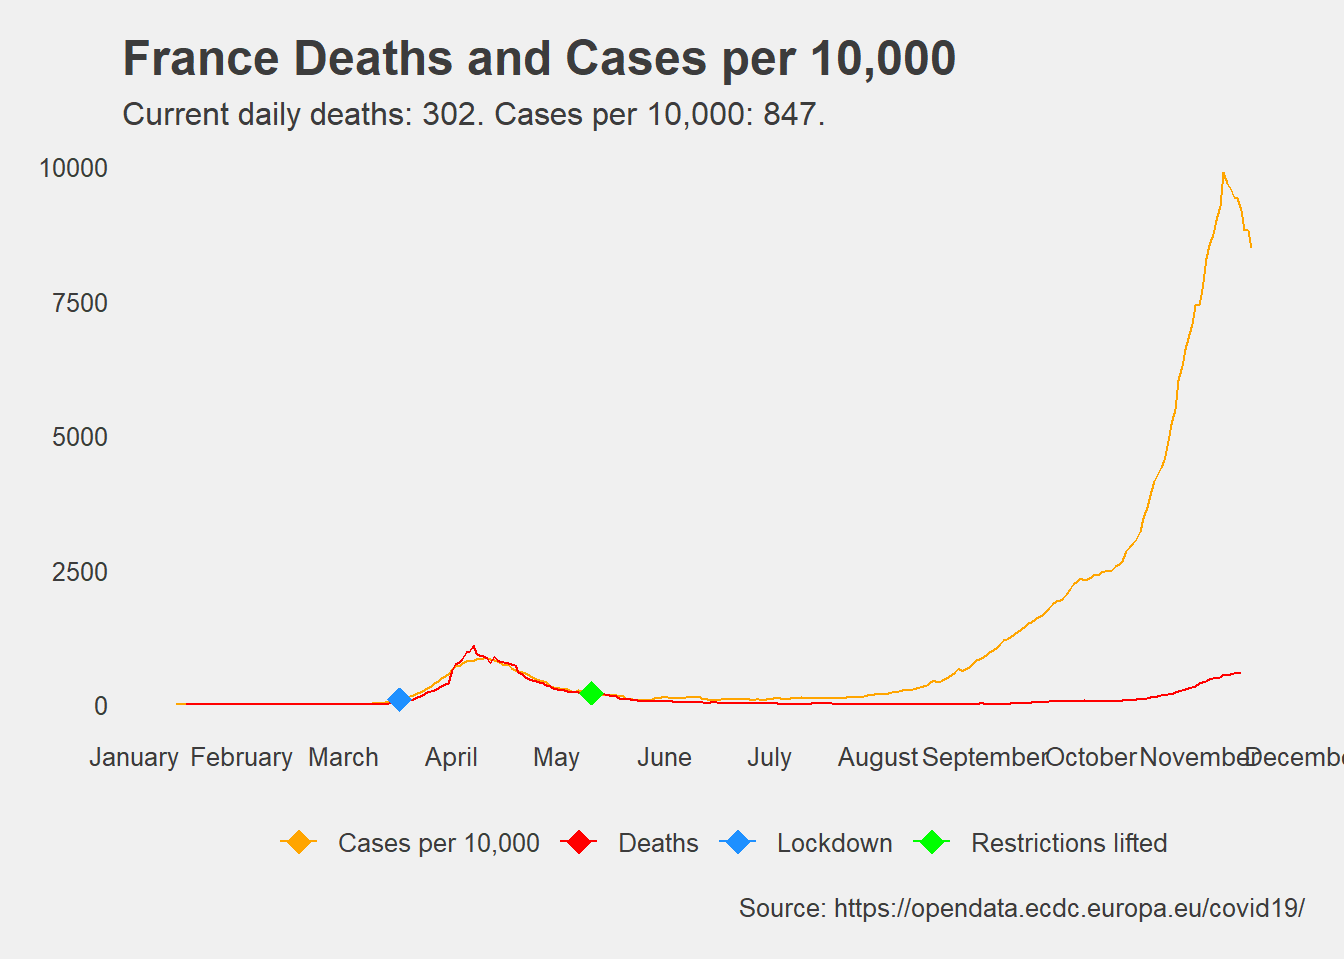 France Deaths and Cases per 10,000
Current daily deaths: 302. Cases per 10,000: 847.
10000
7500
5000
2500
0
January February March April May June July August September October November Decembe
Cases per 10,000 Deaths Lockdown Restrictions lifted
Source: https://opendata.ecdc.europa.eu/covid19/